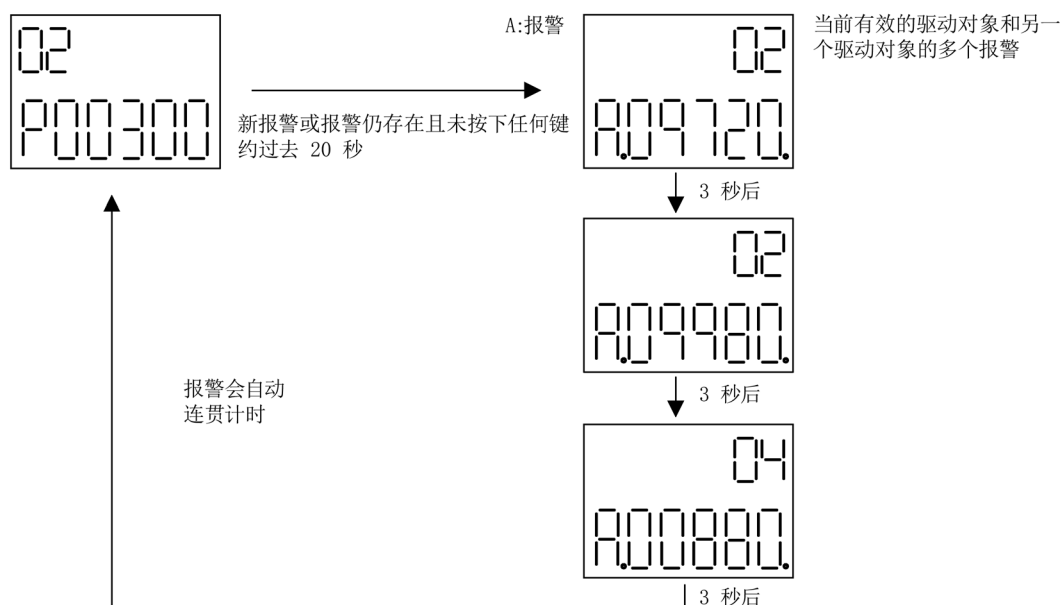 02
P00300
A:报警
新报警或报警仍存在且未按下任何键
约过去 20 秒
02
A.09720.
当前有效的驱动对象和另一
个驱动对象的多个报警
3 秒后
02
A.09980.
3 秒后
报警会自动
连贯计时
04
A.00880.
3 秒后